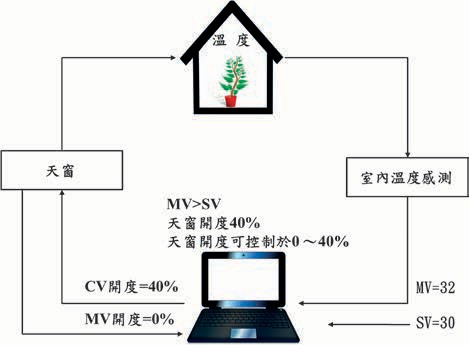 溫 度
天窗
室內溫度感測
MV>SV
天窗開度40%
天窗開度可控制於0～40%
CV開度=40%
MV開度=0%
MV=32
SV=30